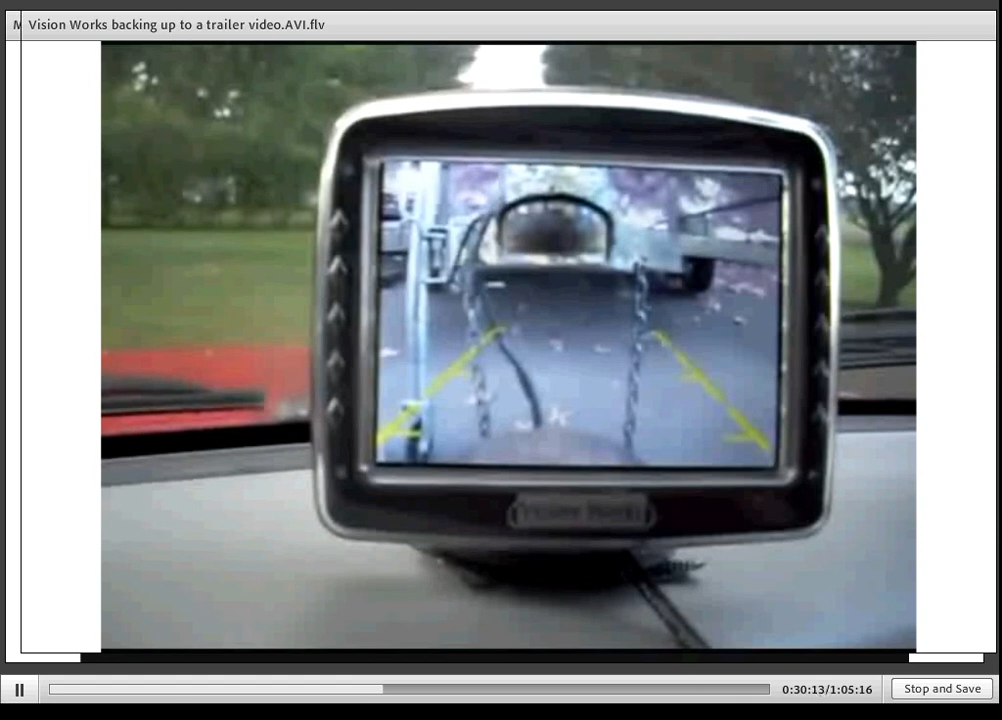 Vision Works backing up to a trailer video.AVI.flv
0:30:13/1:05:16
Stop and Save